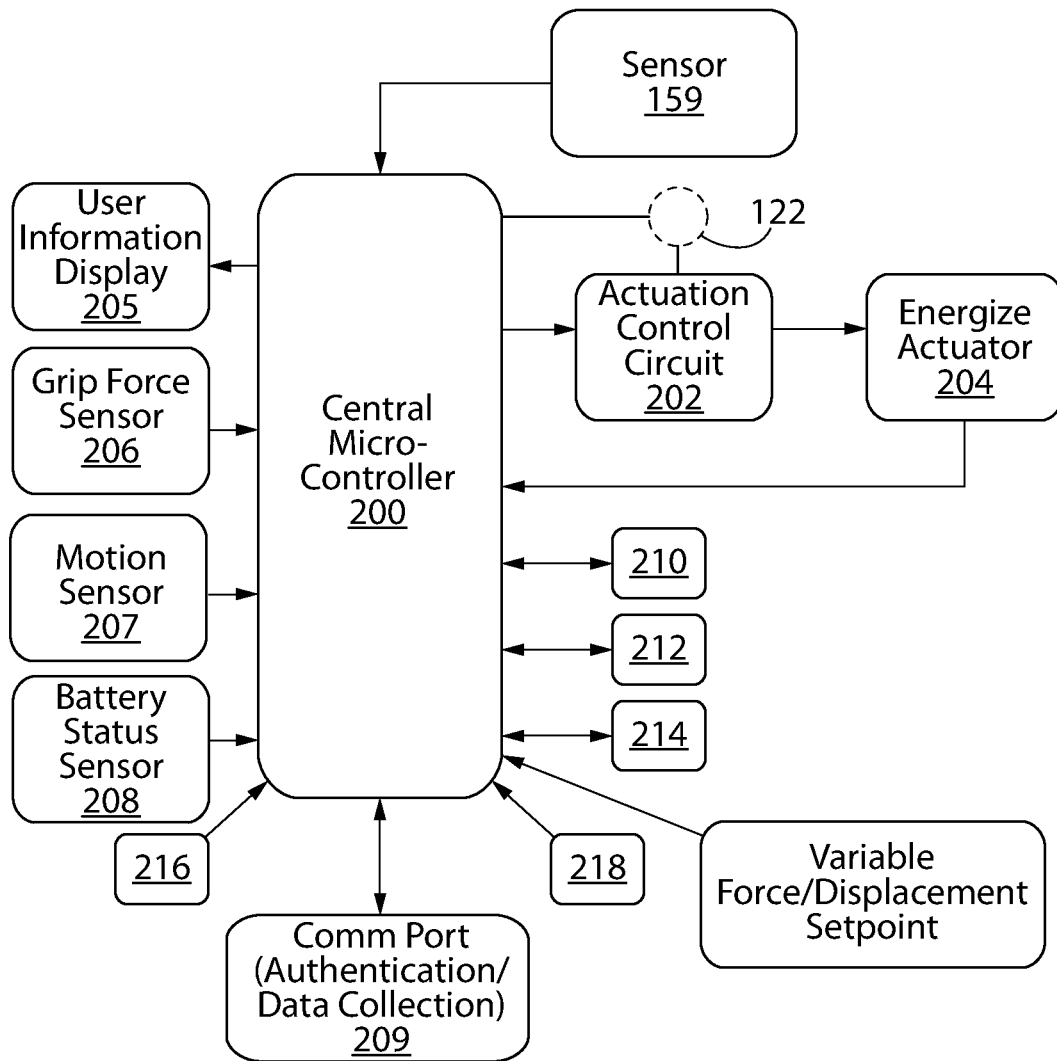 Sensor
159
User
Information
Display
205
122
Actuation
Control
Circuit
202
Energize
Actuator
204
Grip Force
Sensor
206
Central
Micro-
Controller
200
Motion
Sensor
207
210
212
214
Battery
Status
Sensor
208
216
218
Variable
Force/Displacement
Setpoint
Comm Port
(Authentication/
Data Collection)
209